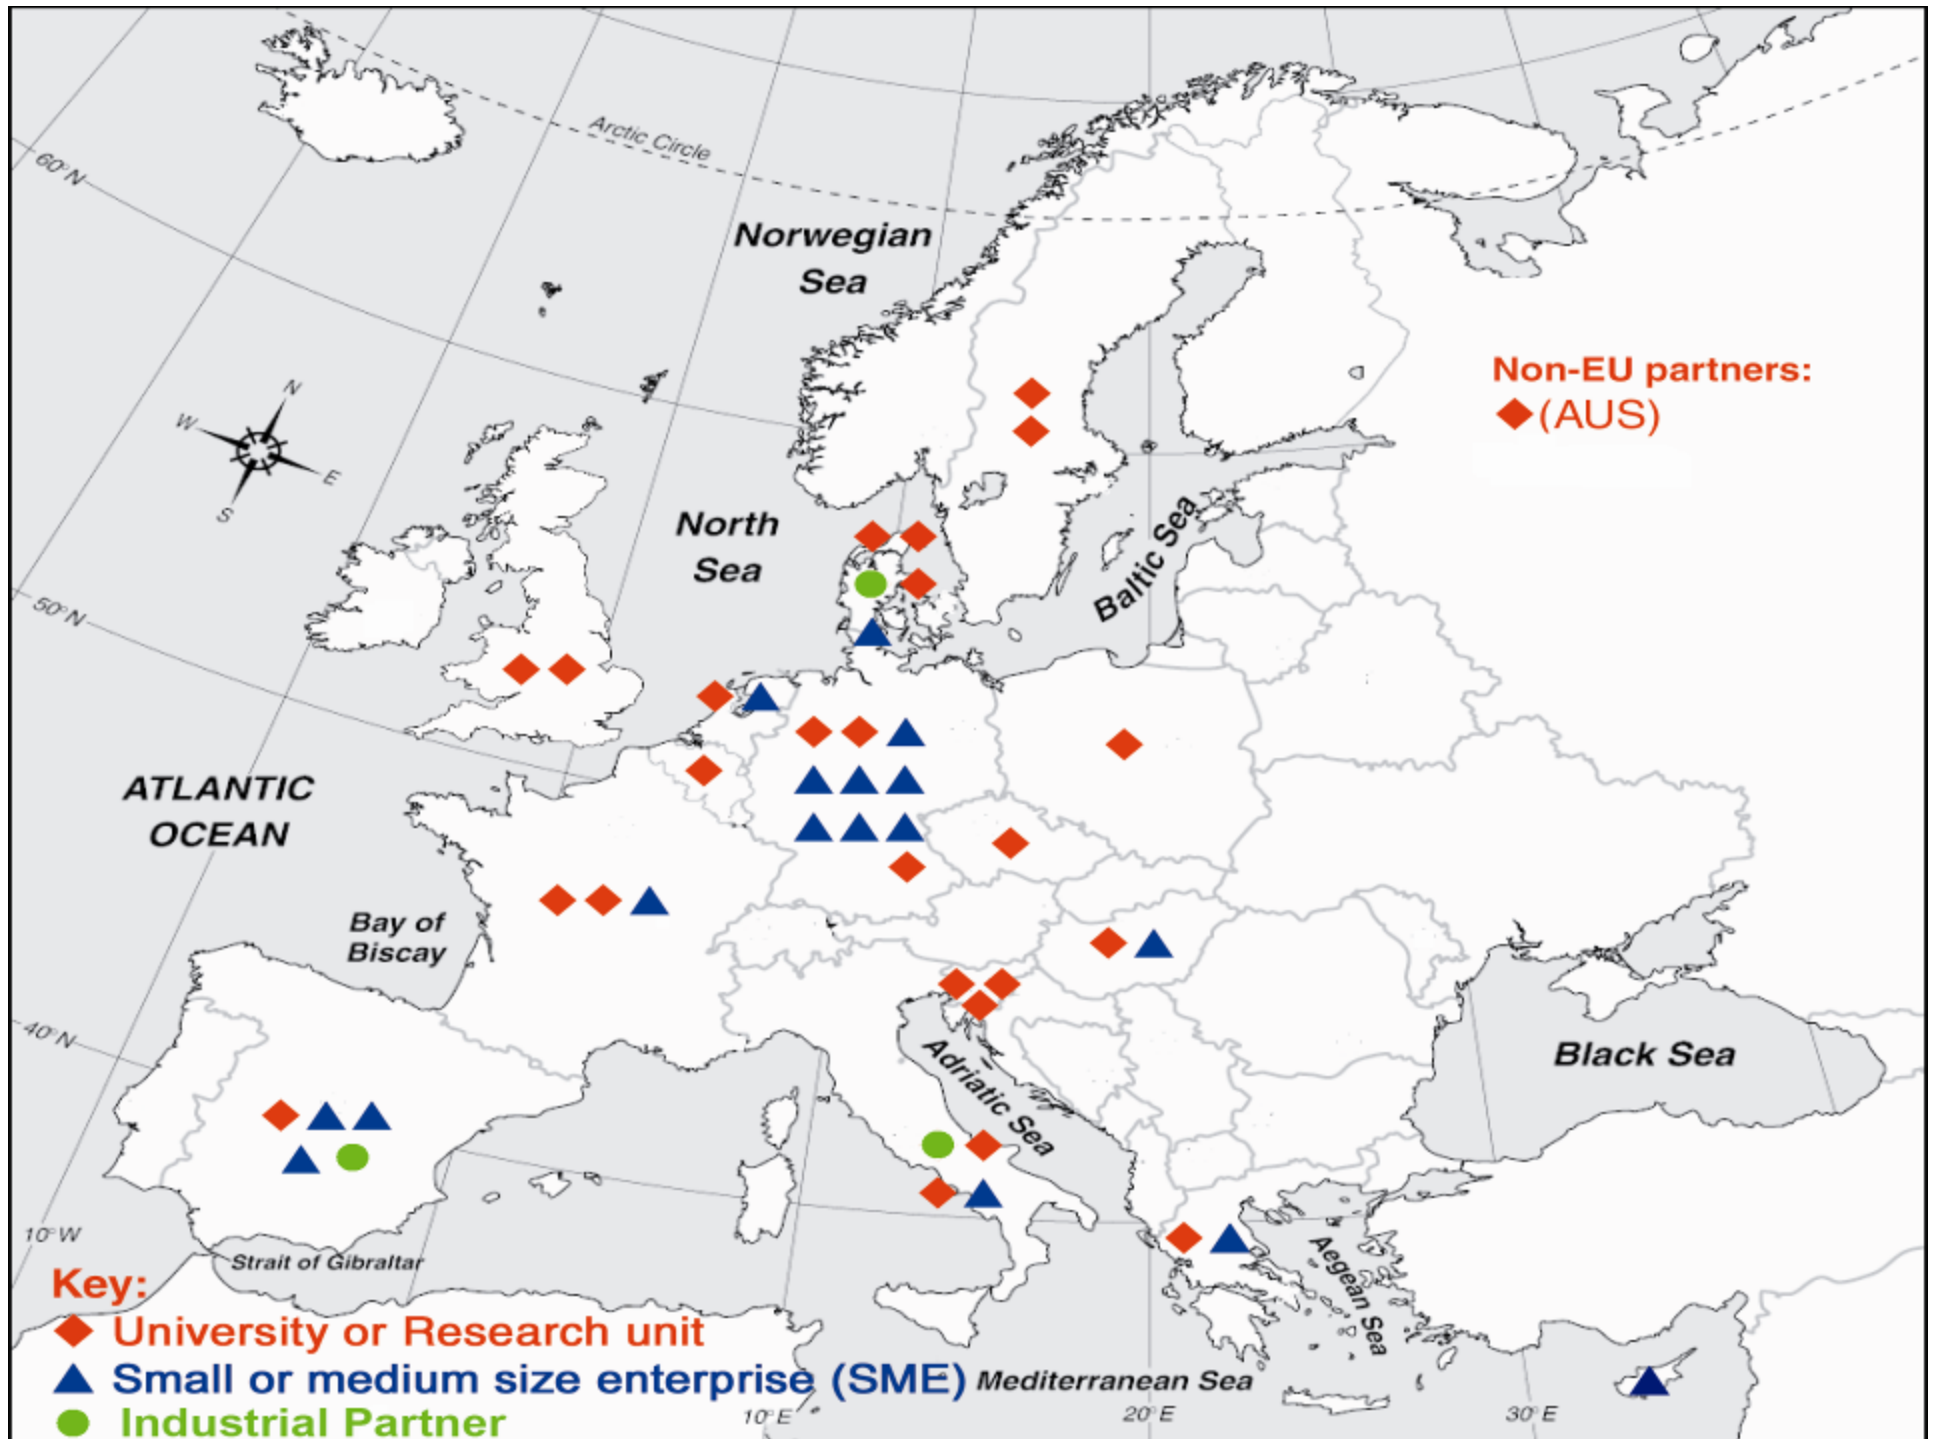 Arctic Circle
60°N
Norwegian
Sea
N
W
E
S
Non-EU partners:
(AUS)
North
Sea
Baltic Sea
50°N
ATLANTIC
OCEAN
Bay of
Biscay
40°N
Adriatic Sea
Black Sea
10°W
Strait of Gibraltar
Aegean Sea
Key:
University or Research unit
Small or medium size enterprise (SME)
Mediterranean Sea
Industrial Partner
10°E
20°E
30°E